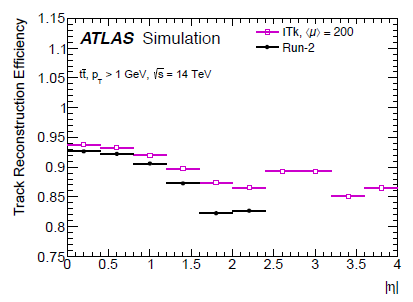 ATLAS Simulation
tt̄, pT > 1 GeV, √s = 14 TeV
ITk, ⟨μ⟩ = 200
Run-2
Track Reconstruction Efficiency
1.15
1.1
1.05
1
0.95
0.9
0.85
0.8
0.75
0 0.5 1 1.5 2 2.5 3 3.5 4
|η|